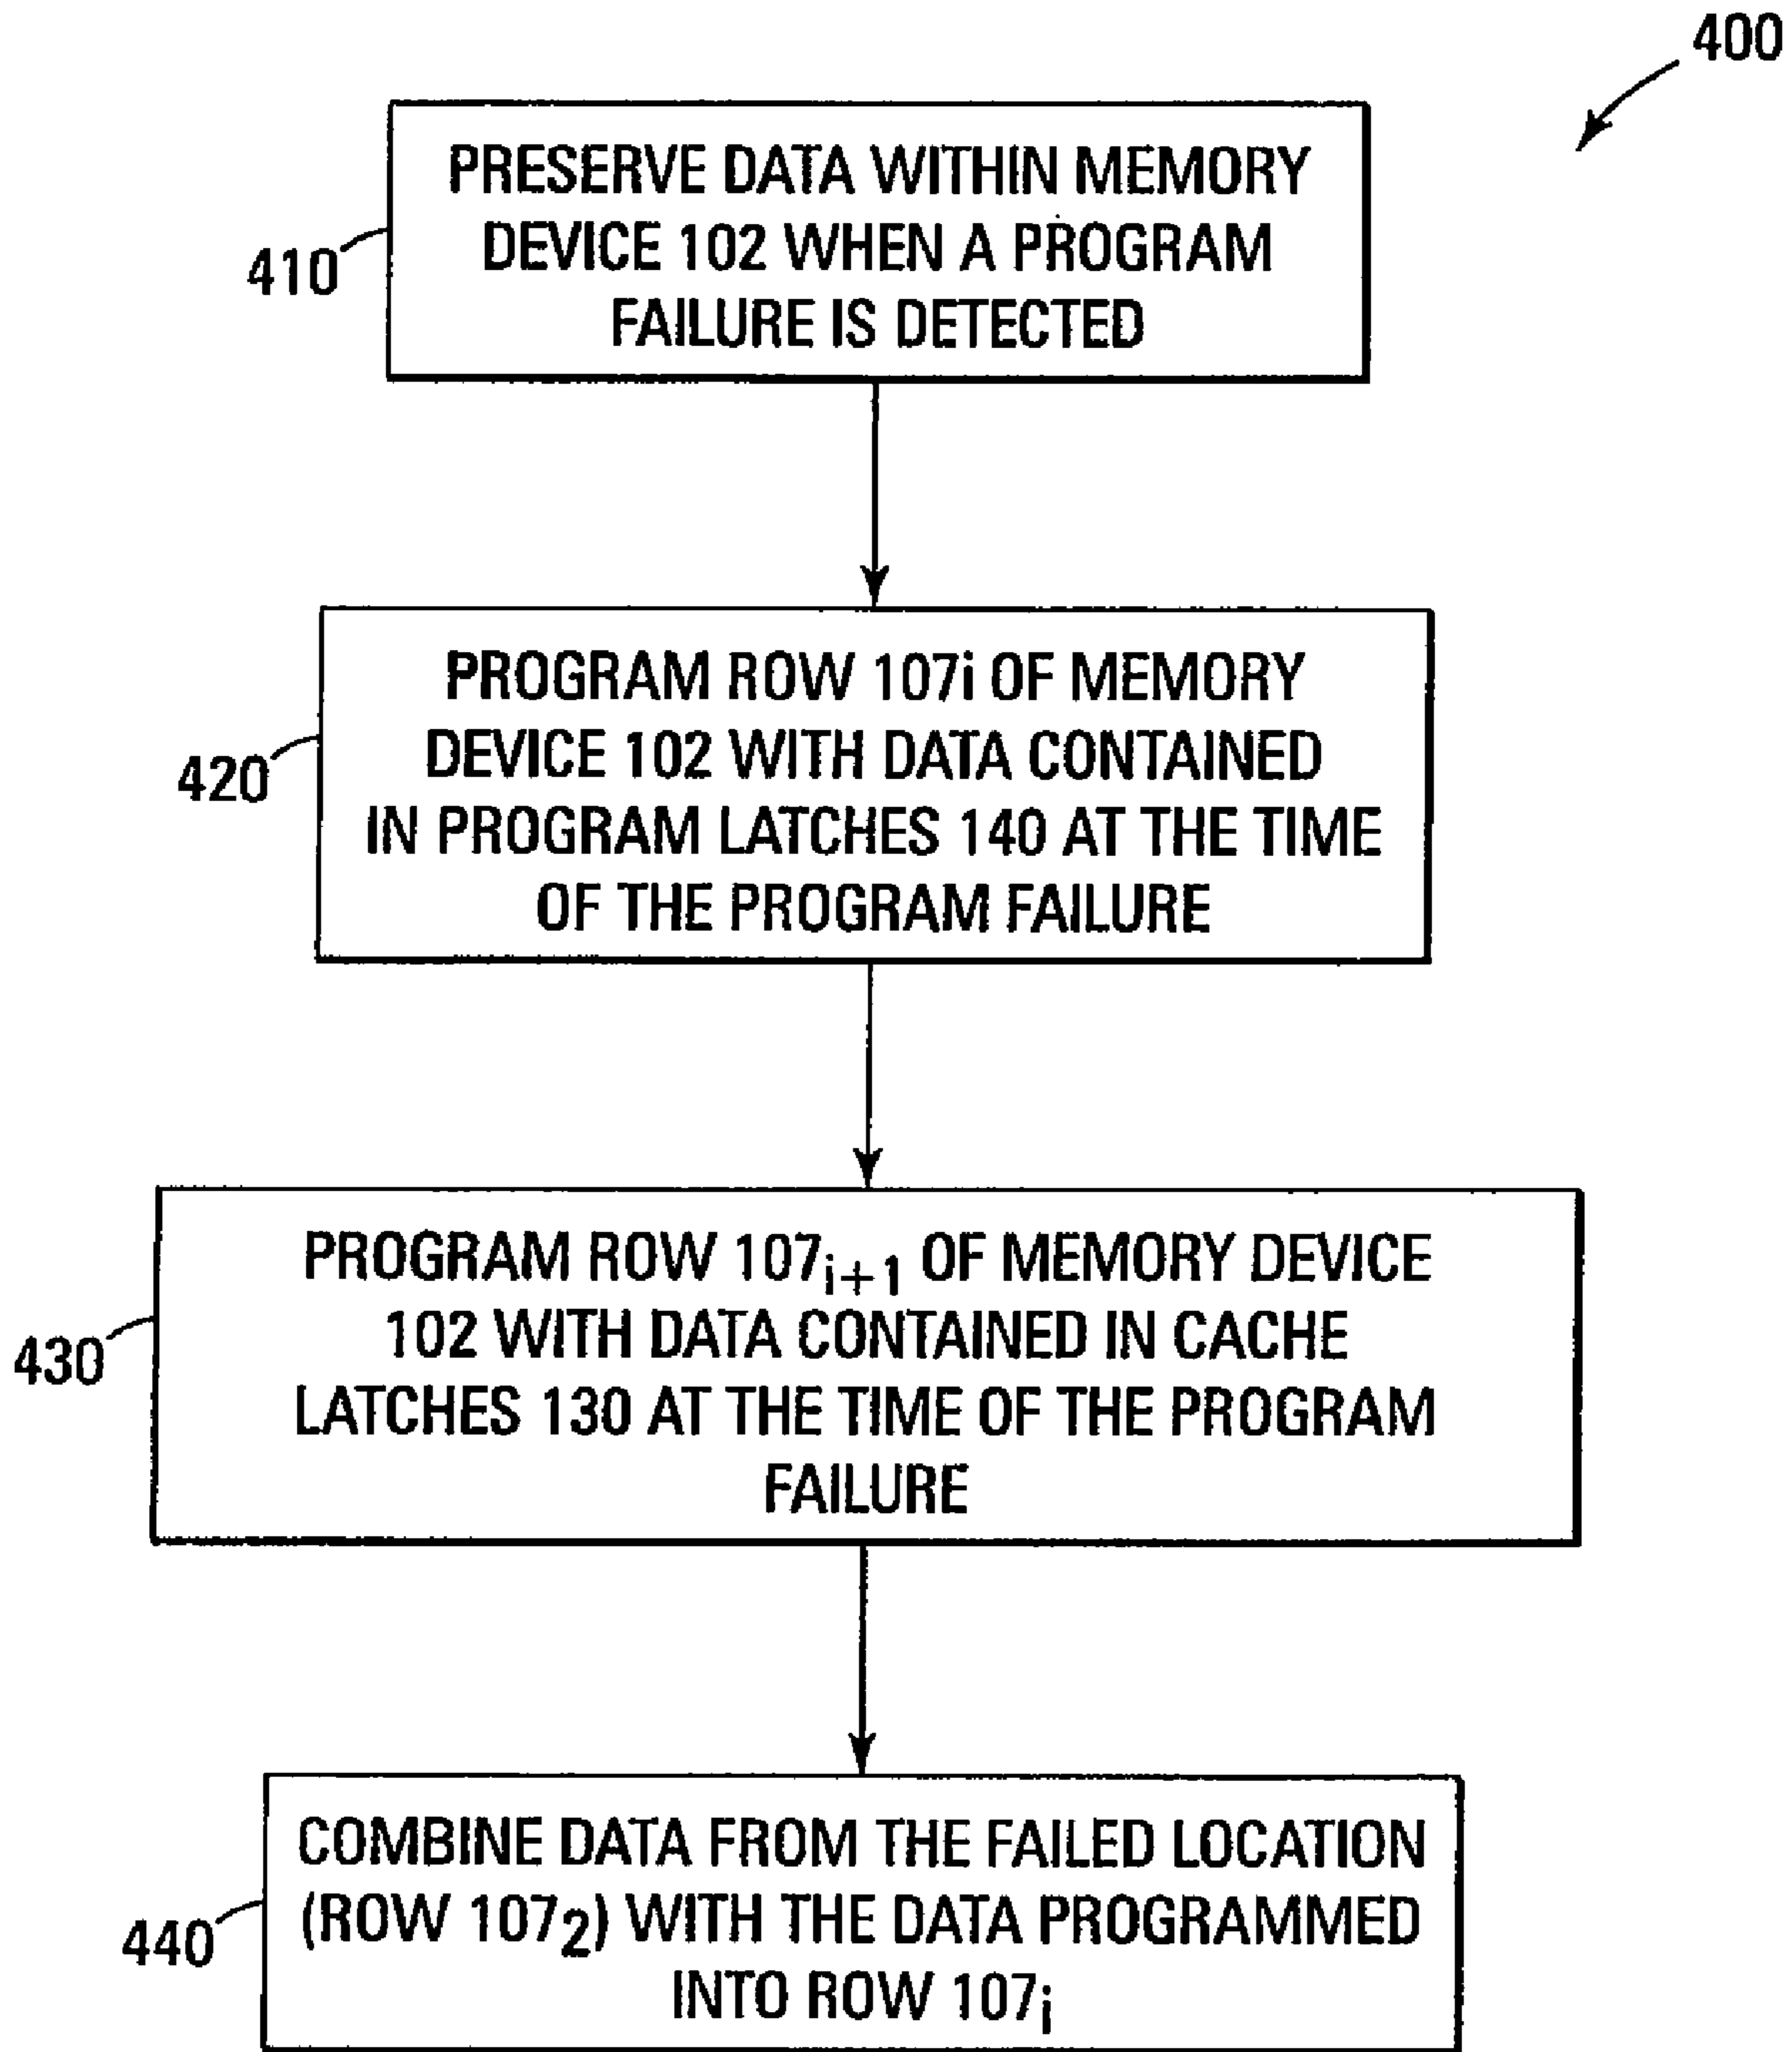 400
PRESERVE DATA WITHIN MEMORY
DEVICE 102 WHEN A PROGRAM
FAILURE IS DETECTED
410
PROGRAM ROW 107i OF MEMORY
DEVICE 102 WITH DATA CONTAINED
IN PROGRAM LATCHES 140 AT THE TIME
OF THE PROGRAM FAILURE
420
PROGRAM ROW 107i+1 OF MEMORY DEVICE
102 WITH DATA CONTAINED IN CACHE
LATCHES 130 AT THE TIME OF THE PROGRAM
FAILURE
430
COMBINE DATA FROM THE FAILED LOCATION
(ROW 1072) WITH THE DATA PROGRAMMED
INTO ROW 107i
440